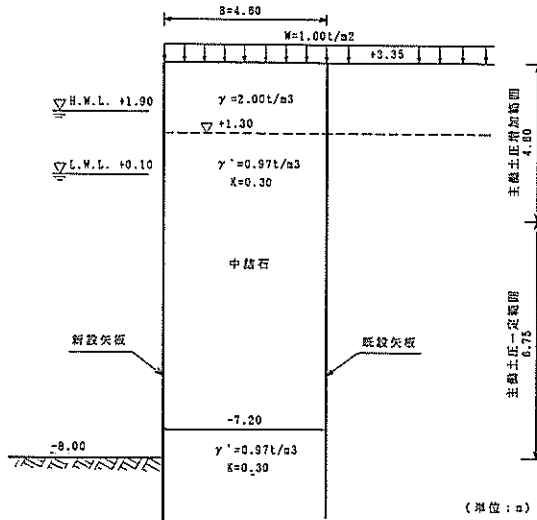 B=4.60
W=1.00t/m2
+3.35
H.W.L. +1.90
γ=2.00t/m3
+1.30
L.W.L. +0.10
γ'=0.97t/m3
K=0.30
主働土圧増加範囲
4.60
中詰石
新設矢板
既設矢板
主働土圧一定範囲
6.75
-7.20
-8.00
γ'=0.97t/m3
K=0.30
(単位:m)